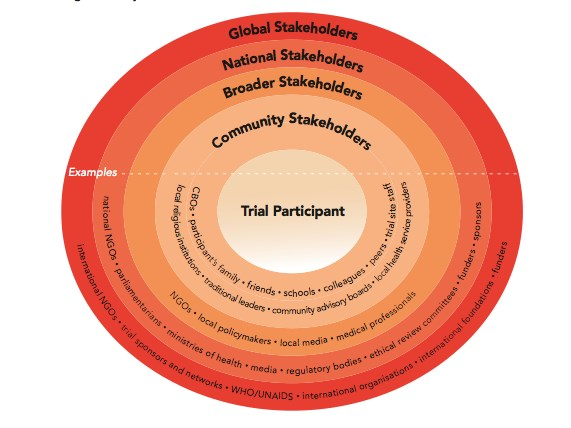 Global Stakeholders
National Stakeholders
Broader Stakeholders
Community Stakeholders
Examples
Trial Participant
CBOs • participant's family • friends • schools • colleagues • peers • trial site staff
local religious institutions • traditional leaders • community advisory boards • local health service providers
NGOs • local policymakers • local media • medical professionals
national NGOs • parliamentarians • ministries of health • media • regulatory bodies • ethical review committees • funders • sponsors
international NGOs • trial sponsors and networks • WHO/UNAIDS • international organisations • international foundations • funders